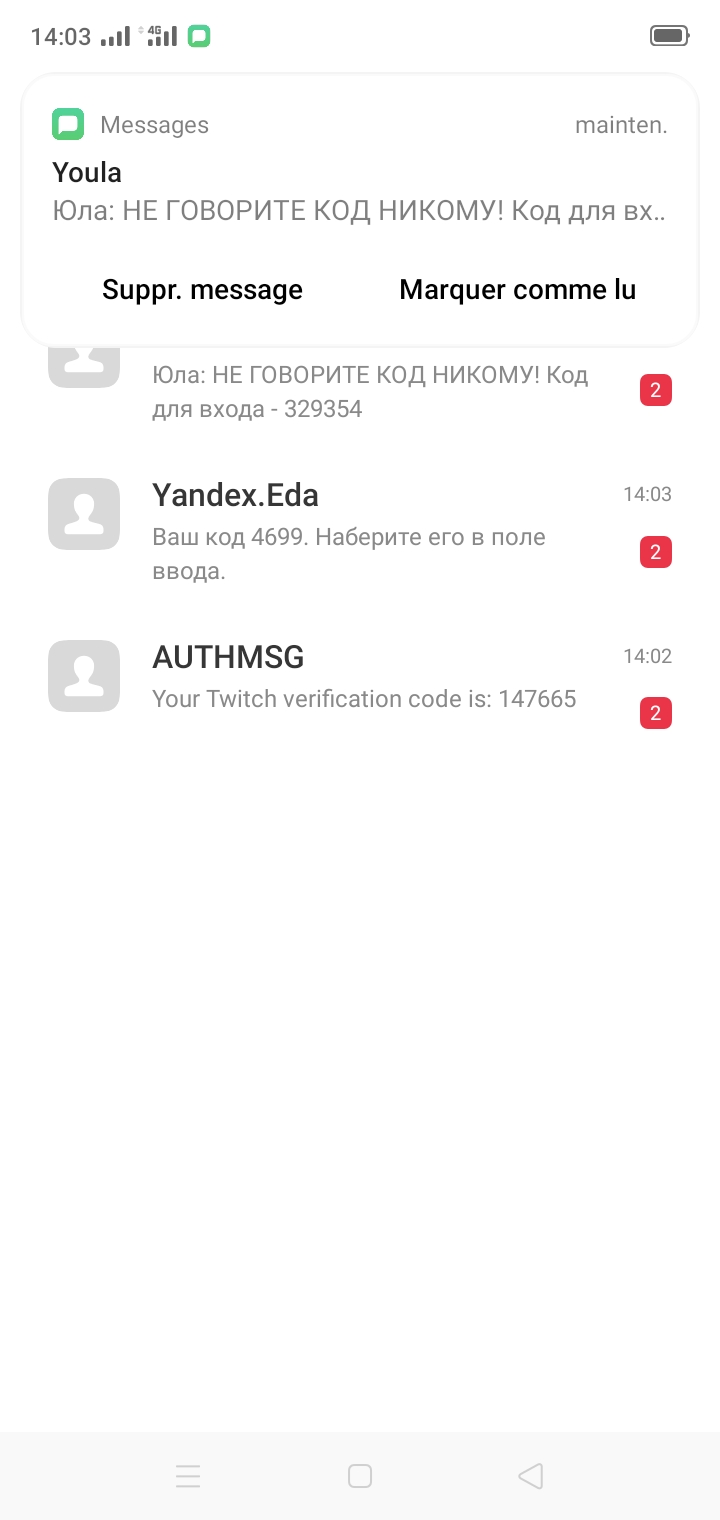 14:03
4G
Messages
mainten.
Youla
Юла: НЕ ГОВОРИТЕ КОД НИКОМУ! Код для вх..
Suppr. message
Marquer comme lu
Юла: НЕ ГОВОРИТЕ КОД НИКОМУ! Код
для входа - 329354
2
Yandex.Eda
14:03
Ваш код 4699. Наберите его в поле
ввода.
2
AUTHMSG
14:02
Your Twitch verification code is: 147665
2